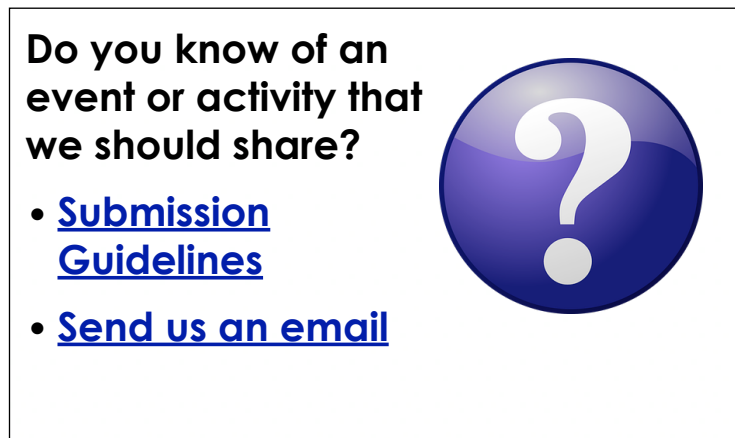 Do you know of an
event or activity that
we should share?
• Submission
Guidelines
• Send us an email
?